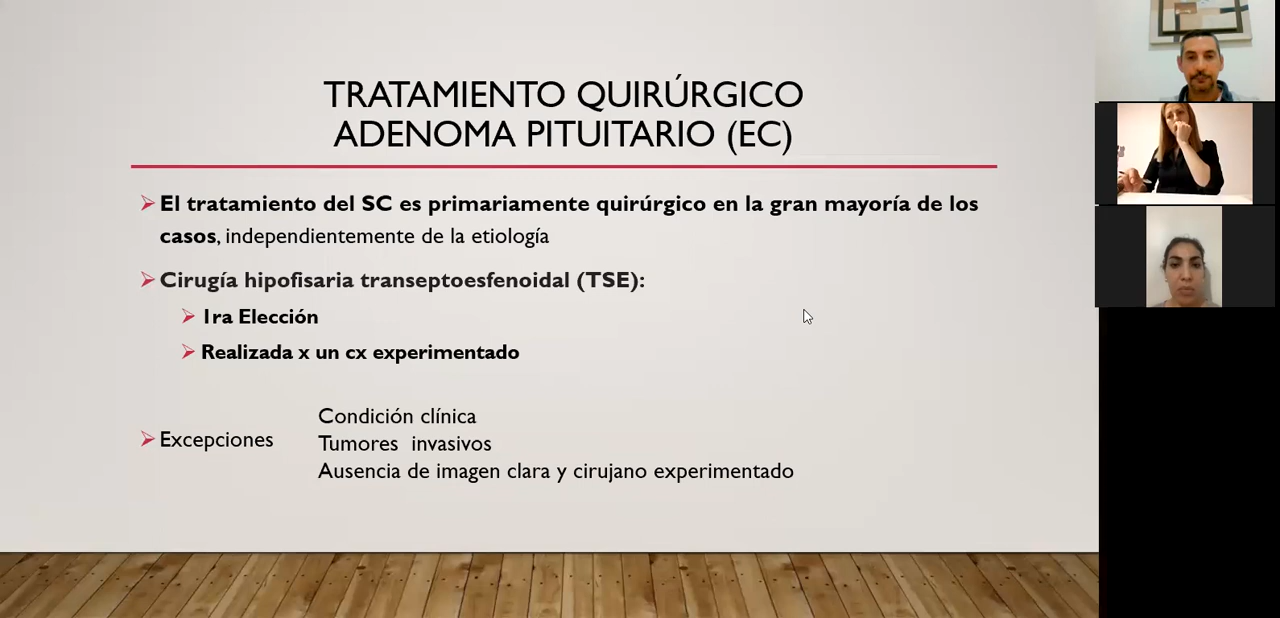 TRATAMIENTO QUIRÚRGICO
ADENOMA PITUITARIO (EC)
El tratamiento del SC es primariamente quirúrgico en la gran mayoría de los
casos, independientemente de la etiología
Cirugía hipofisaria transeptoesfenoidal (TSE):
1ra Elección
Realizada x un cx experimentado
Excepciones
Condición clínica
Tumores invasivos
Ausencia de imagen clara y cirujano experimentado